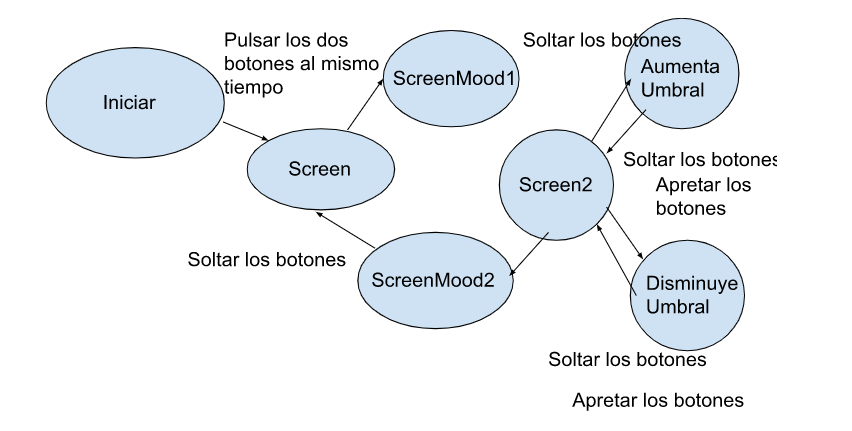 Pulsar los dos
botones al mismo
tiempo
Soltar los botones
Iniciar
ScreenMood1
Aumenta
Umbral
Screen
Screen2
Soltar los botones
Apretar los
botones
Soltar los botones
ScreenMood2
Disminuye
Umbral
Soltar los botones
Apretar los botones